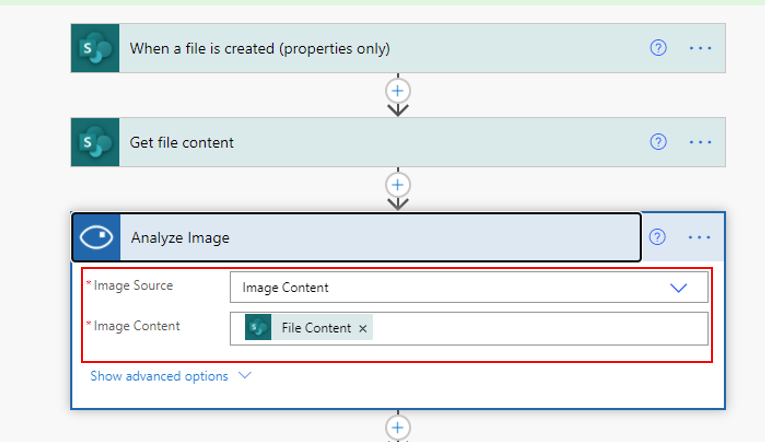 When a file is created (properties only)
Get file content
Analyze Image
* Image Source
Image Content
* Image Content
File Content ×
Show advanced options